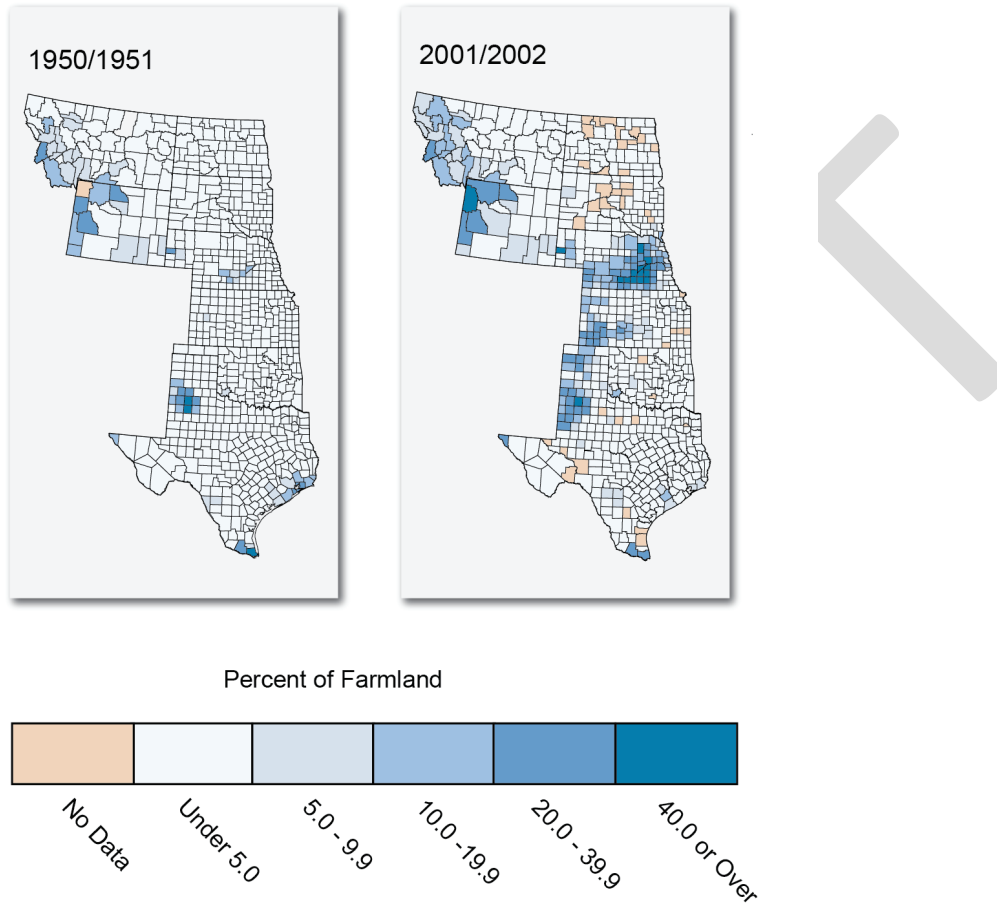 1950/1951
2001/2002
Percent of Farmland
No Data
Under 5.0
5.0 - 9.9
10.0 -19.9
20.0 - 39.9
40.0 or Over